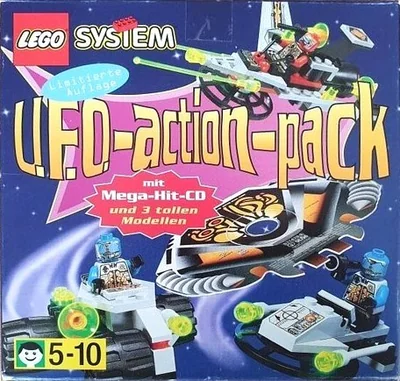 LEGO SYSTEM
Limitierte
Auflage
U.F.O-action-pack
mit
Mega-Hit-CD
und 3 tollen
Modellen
5-10